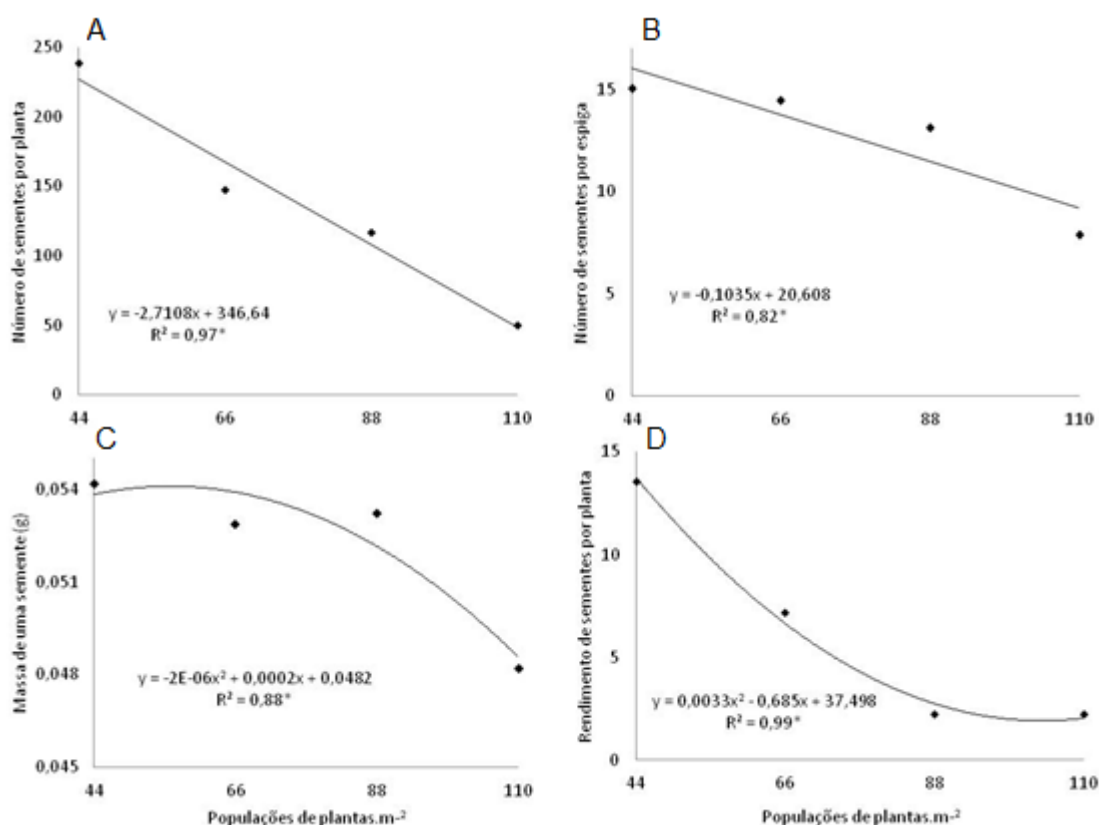 A
Número de sementes por planta
250
200
150
100
50
0
y = -2,7108x + 346,64
R² = 0,97*
44 66 88 110
B
Número de sementes por espiga
15
10
5
0
y = -0,1035x + 20,608
R² = 0,82*
44 66 88 110
C
Massa de uma semente (g)
0,054
0,051
0,048
0,045
y = -2E-06x² + 0,0002x + 0,0482
R² = 0,88*
44 66 88 110
Populações de plantas.m-²
D
Rendimento de sementes por planta
15
10
5
0
y = 0,0033x² - 0,685x + 37,498
R² = 0,99*
44 66 88 110
Populações de plantas.m-²